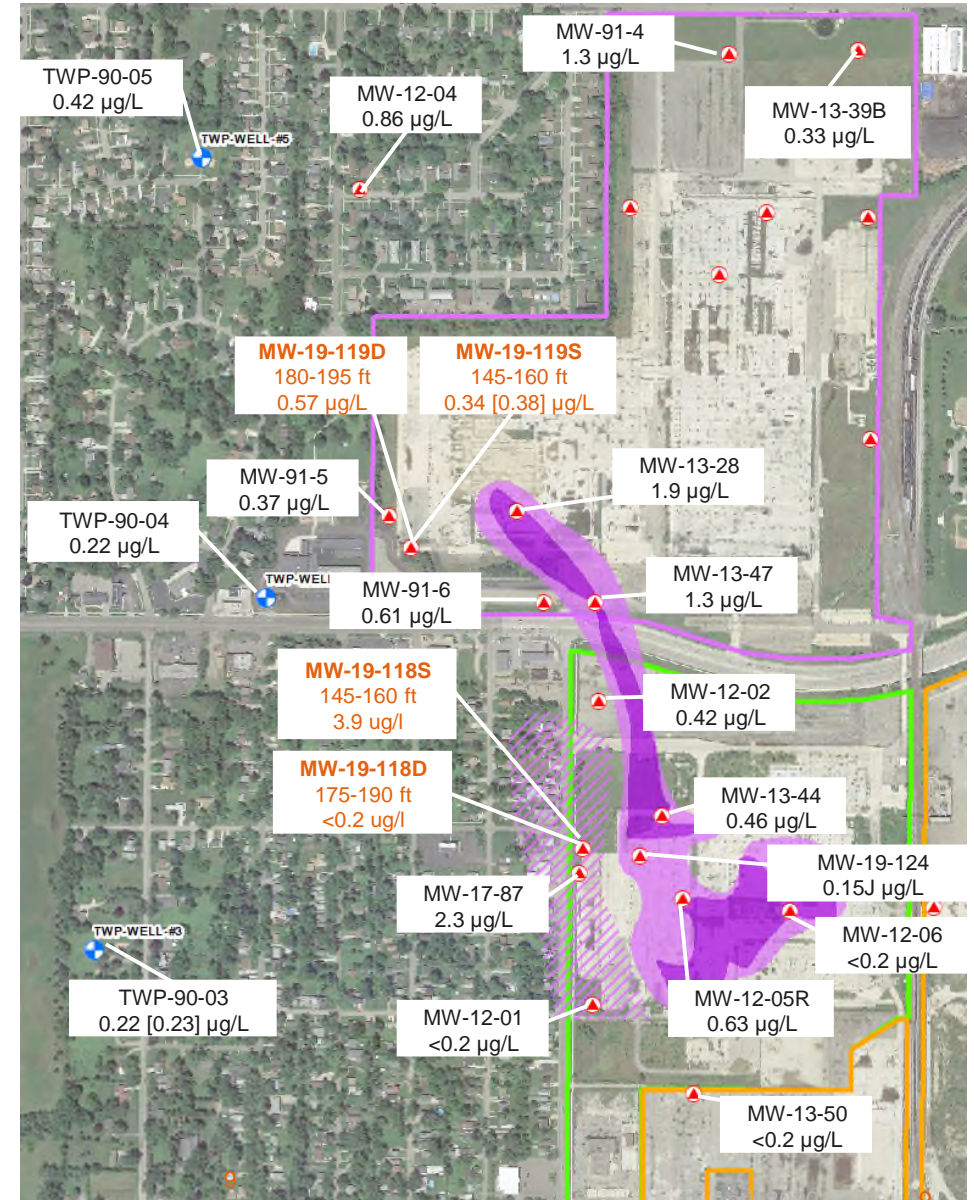 MW-91-4
1.3 µg/L
TWP-90-05
0.42 µg/L
MW-12-04
0.86 µg/L
MW-13-39B
0.33 µg/L
TWP-WELL-#5
MW-19-119D
180-195 ft
0.57 µg/L
MW-19-119S
145-160 ft
0.34 [0.38] µg/L
MW-91-5
0.37 µg/L
MW-13-28
1.9 µg/L
TWP-90-04
0.22 µg/L
TWP-WELL
MW-91-6
0.61 µg/L
MW-13-47
1.3 µg/L
MW-19-118S
145-160 ft
3.9 ug/l
MW-12-02
0.42 µg/L
MW-19-118D
175-190 ft
<0.2 ug/l
MW-13-44
0.46 µg/L
MW-19-124
0.15J µg/L
MW-17-87
2.3 µg/L
MW-12-06
<0.2 µg/L
TWP-WELL-#3
TWP-90-03
0.22 [0.23] µg/L
MW-12-05R
0.63 µg/L
MW-12-01
<0.2 µg/L
MW-13-50
<0.2 µg/L